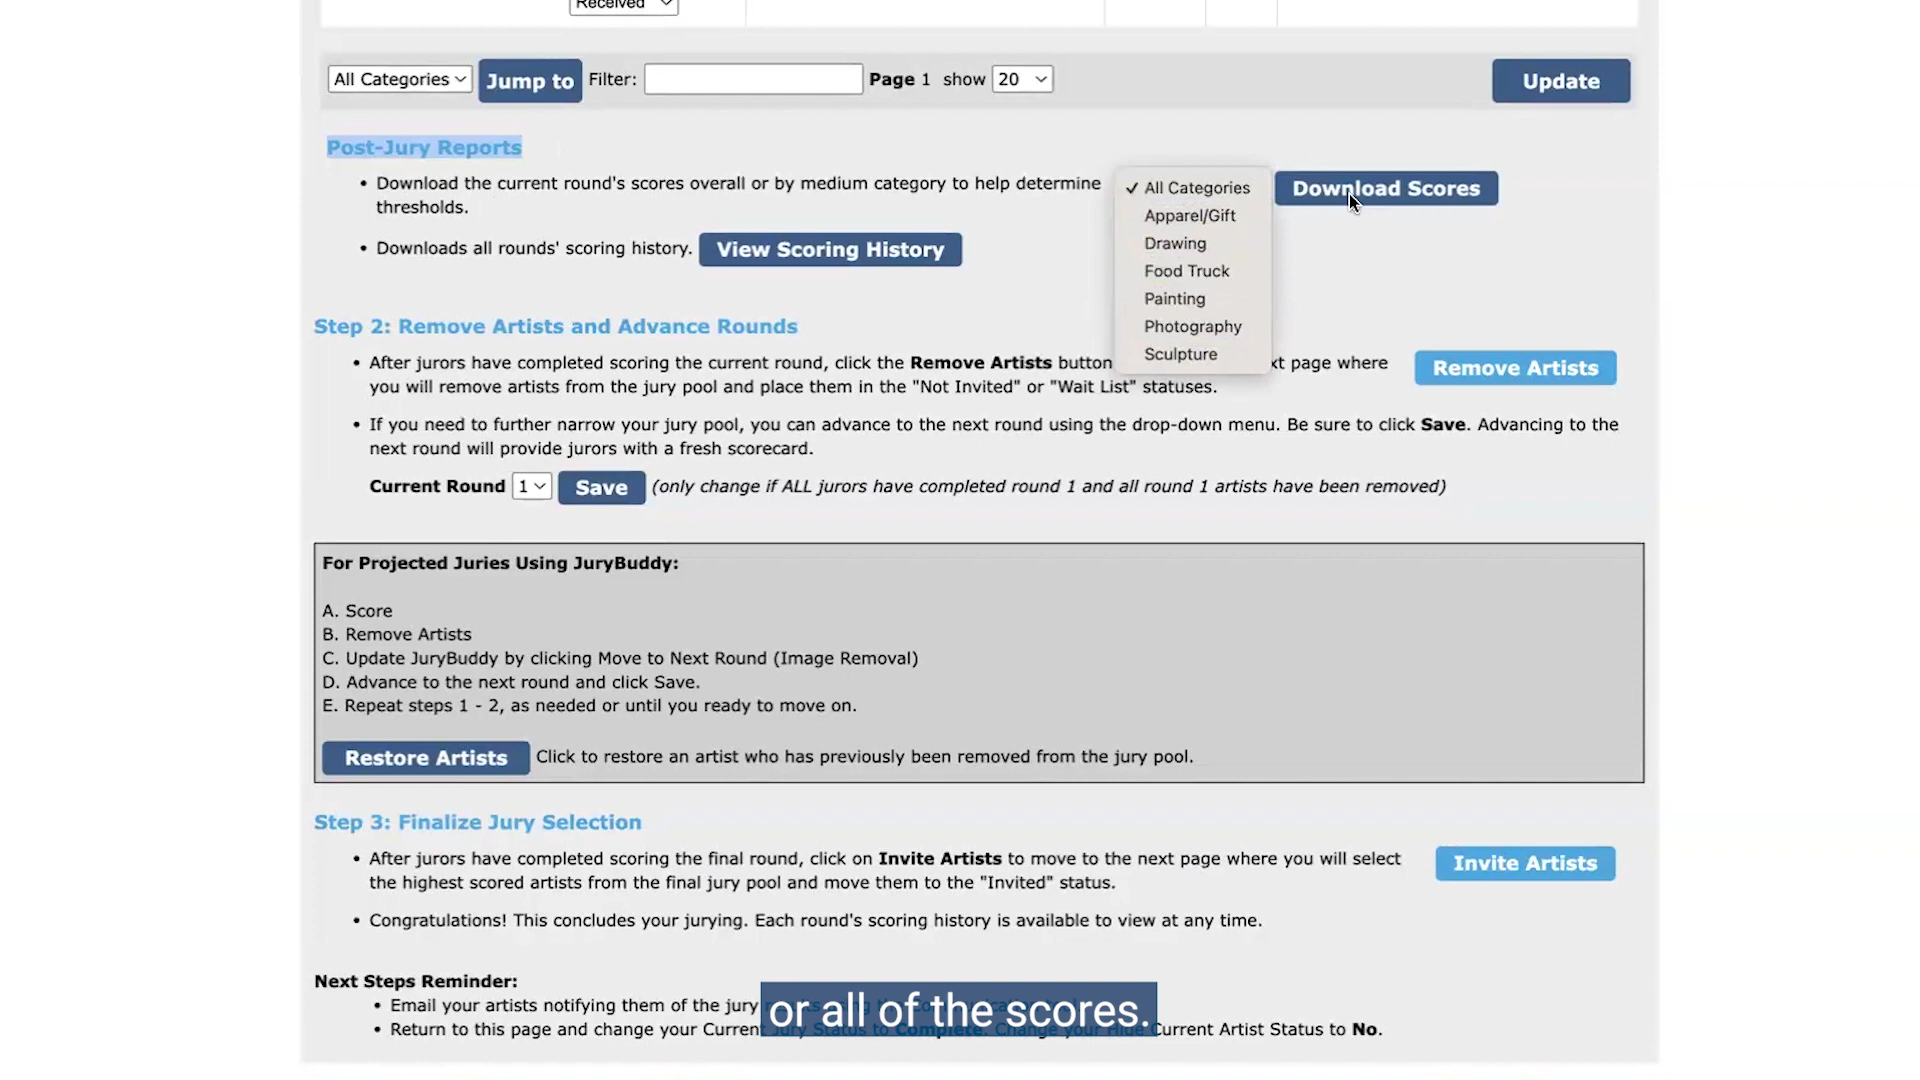 Received
All Categories Jump to Filter: Page 1 show 20 Update
Post-Jury Reports
• Download the current round's scores overall or by medium category to help determine
thresholds.
✓ All Categories
Apparel/Gift
Drawing
Food Truck
Painting
Photography
Sculpture
Download Scores
• Downloads all rounds' scoring history. View Scoring History
Step 2: Remove Artists and Advance Rounds
• After jurors have completed scoring the current round, click the Remove Artists button xt page where
you will remove artists from the jury pool and place them in the "Not Invited" or "Wait List" statuses.
Remove Artists
• If you need to further narrow your jury pool, you can advance to the next round using the drop-down menu. Be sure to click Save. Advancing to the
next round will provide jurors with a fresh scorecard.
Current Round 1 Save (only change if ALL jurors have completed round 1 and all round 1 artists have been removed)
For Projected Juries Using JuryBuddy:
A. Score
B. Remove Artists
C. Update JuryBuddy by clicking Move to Next Round (Image Removal)
D. Advance to the next round and click Save.
E. Repeat steps 1 - 2, as needed or until you ready to move on.
Restore Artists Click to restore an artist who has previously been removed from the jury pool.
Step 3: Finalize Jury Selection
• After jurors have completed scoring the final round, click on Invite Artists to move to the next page where you will select
the highest scored artists from the final jury pool and move them to the "Invited" status.
Invite Artists
• Congratulations! This concludes your jurying. Each round's scoring history is available to view at any time.
Next Steps Reminder:
• Email your artists notifying them of the jury
• Return to this page and change your Current Jury Status to Complete. Change your Hide Current Artist Status to No.
or all of the scores.